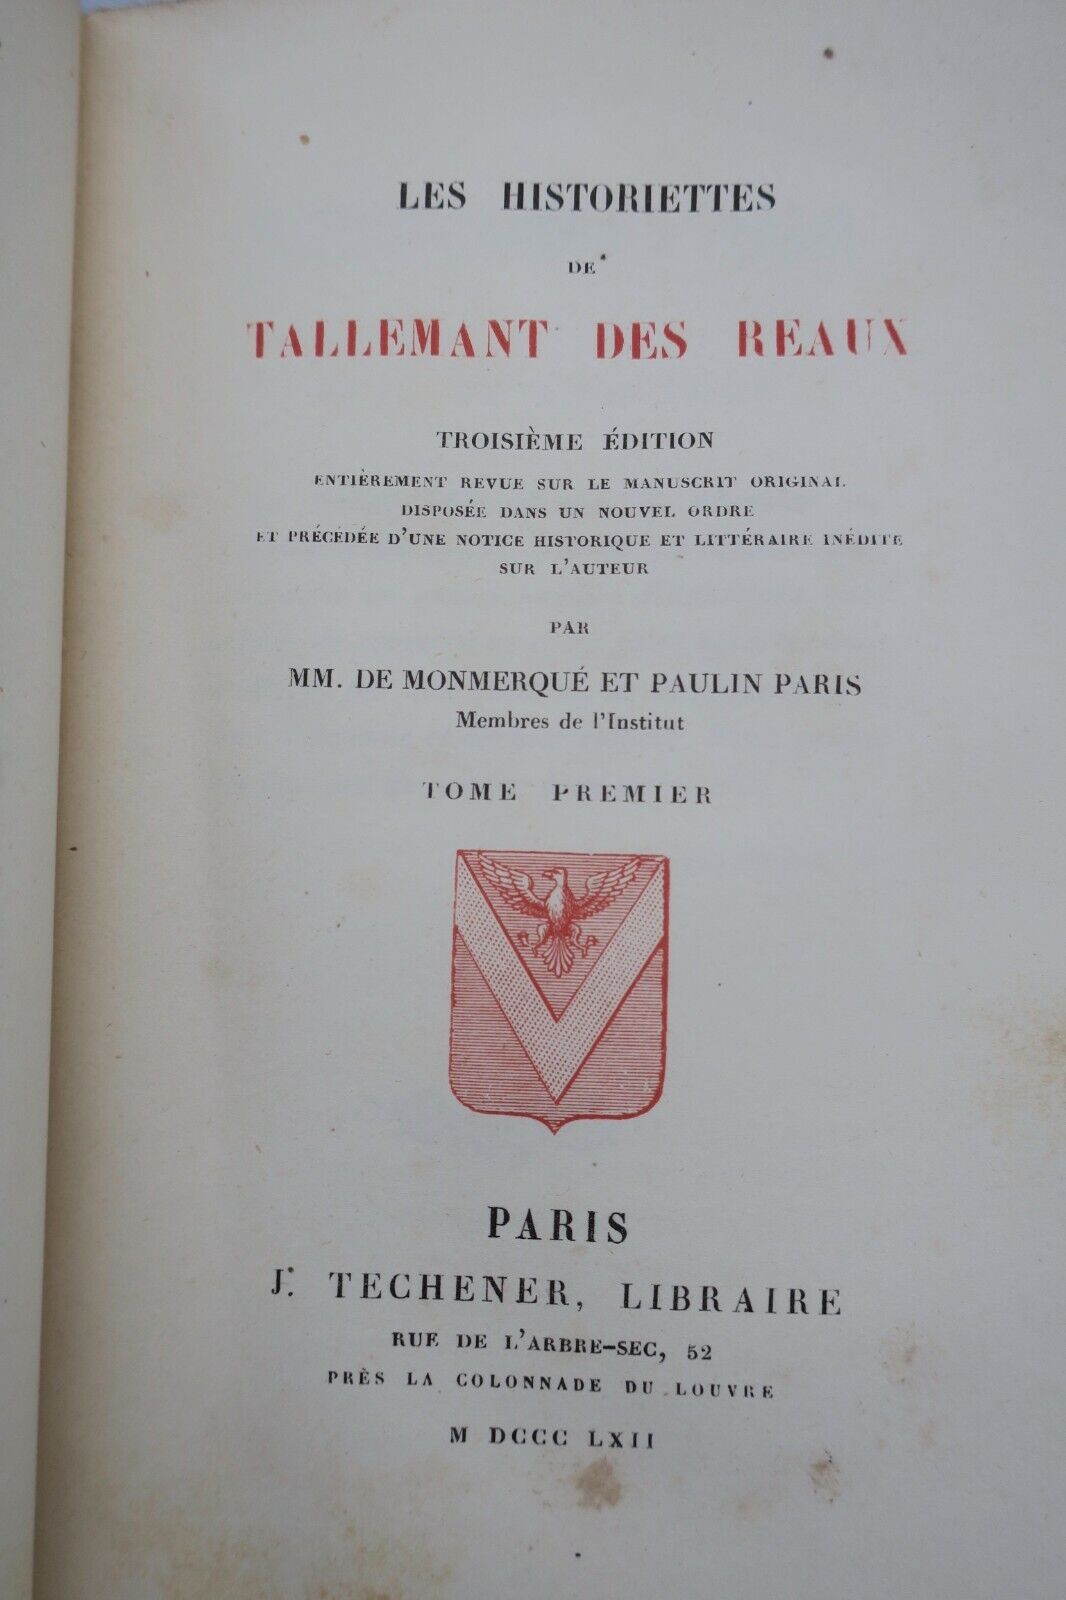 LES HISTORIETTES
DE
TALLEMANT DES REAUX
TROISIÈME ÉDITION
ENTIÈREMENT REVUE SUR LE MANUSCRIT ORIGINAL
DISPOSÉE DANS UN NOUVEL ORDRE
ET PRÉCÉDÉE D'UNE NOTICE HISTORIQUE ET LITTÉRAIRE INÉDITE
SUR L'AUTEUR
PAR
MM. DE MONMERQUÉ ET PAULIN PARIS
Membres de l'Institut
TOME PREMIER
PARIS
J. TECHENER, LIBRAIRE
RUE DE L'ARBRE-SEC, 52
PRÈS LA COLONNADE DU LOUVRE
M DCCC LXII